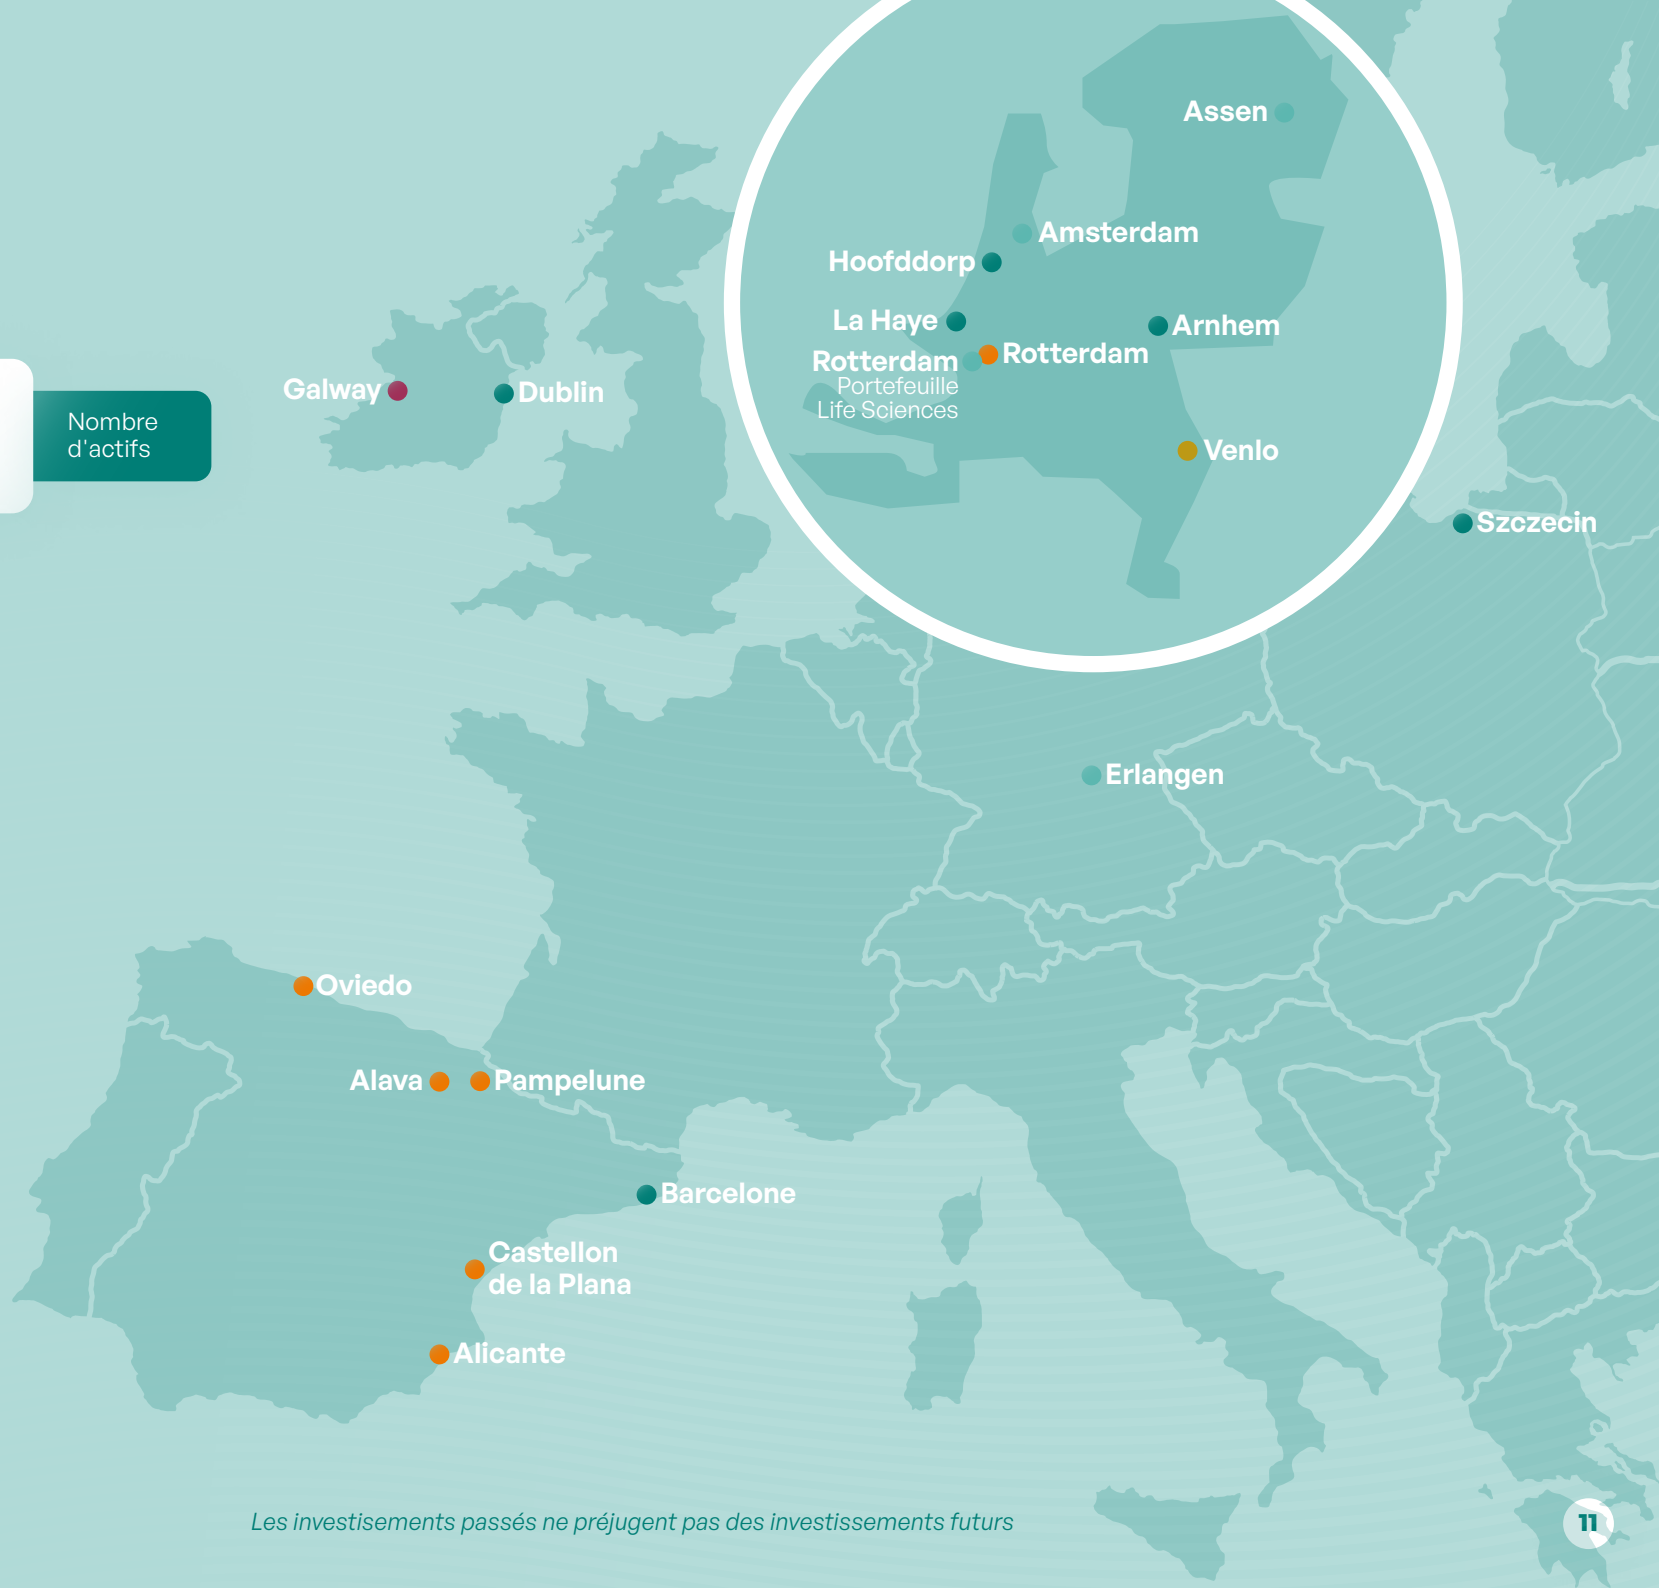 Assen
Amsterdam
Hoofddorp
La Haye
Arnhem
Rotterdam
Rotterdam
Portefeuille
Life Sciences
Galway
Dublin
Nombre
d'actifs
Venlo
Szczecin
Erlangen
Oviedo
Alava
Pampelune
Barcelone
Castellon
de la Plana
Alicante
Les investisements passés ne préjugent pas des investissements futurs
11